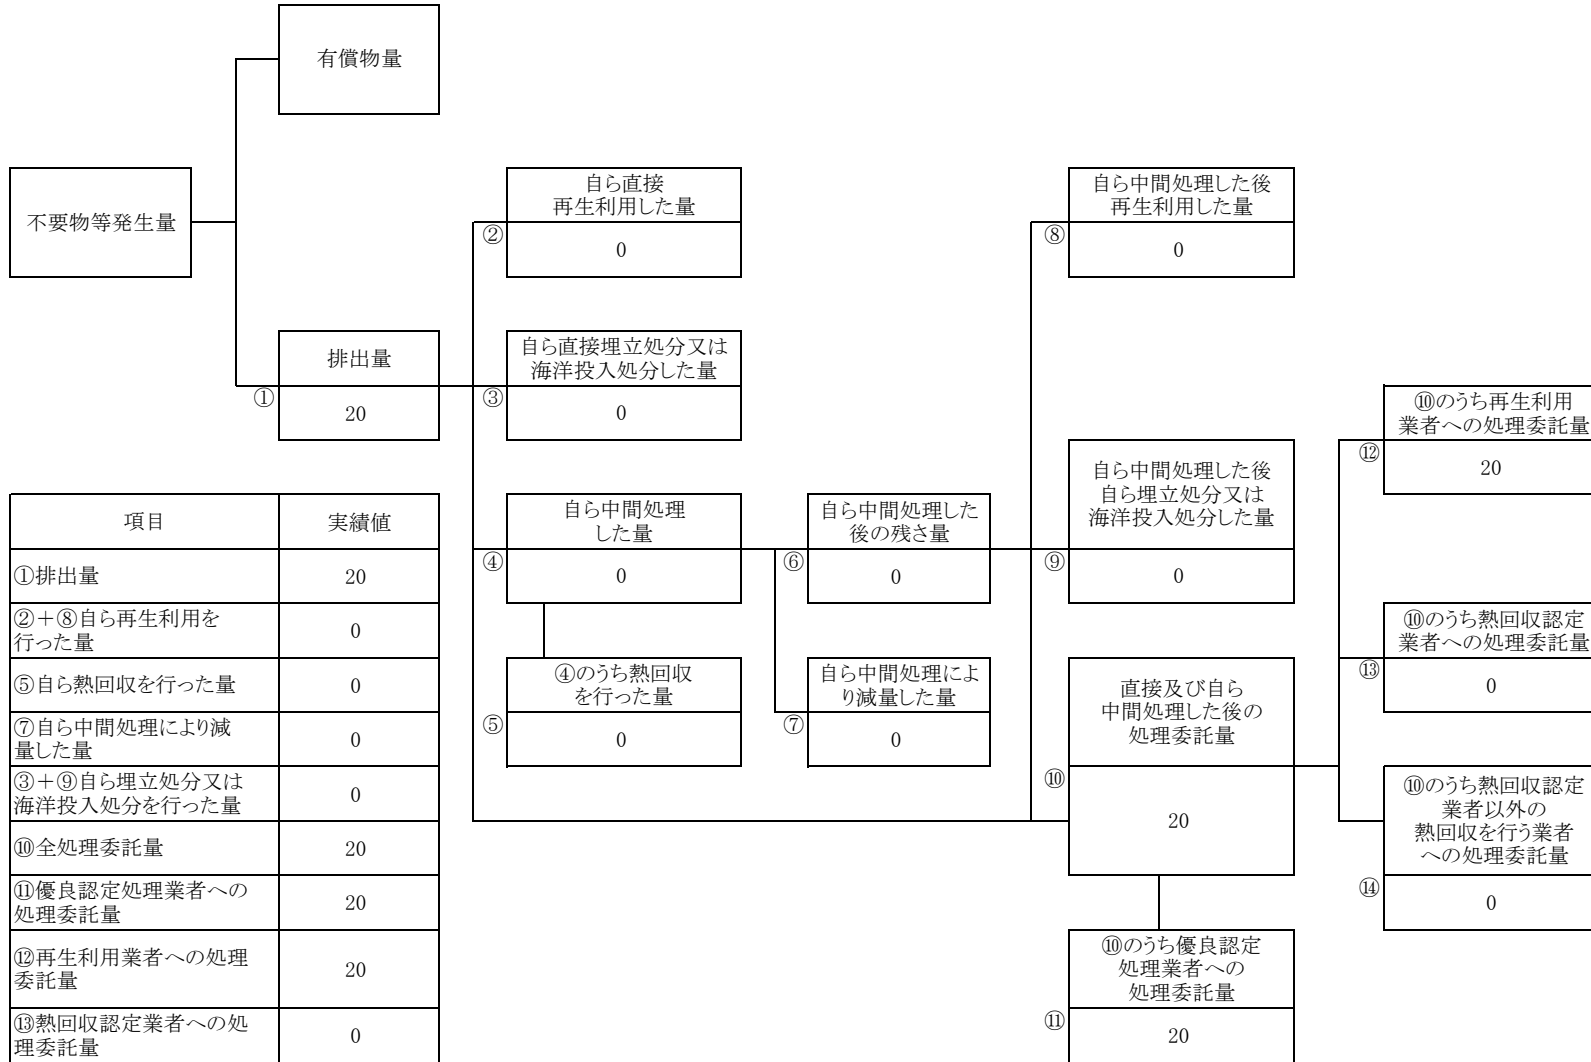 有償物量
不要物等発生量
自ら直接
再生利用した量
②
0
自ら中間処理した後
再生利用した量
⑧
0
排出量
①
20
自ら直接埋立処分又は
海洋投入処分した量
③
0
⑩のうち再生利用
業者への処理委託量
⑫
20
自ら中間処理
した量
④
0
自ら中間処理した
後の残さ量
⑥
0
自ら中間処理した後
自ら埋立処分又は
海洋投入処分した量
⑨
0
⑩のうち熱回収認定
業者への処理委託量
⑬
0
④のうち熱回収
を行った量
⑤
0
自ら中間処理によ
り減量した量
⑦
0
直接及び自ら
中間処理した後の
処理委託量
⑩
20
⑩のうち熱回収認定
業者以外の
熱回収を行う業者
への処理委託量
⑭
0
⑩のうち優良認定
処理業者への
処理委託量
⑪
20
項目 実績値
①排出量 20
②+⑧自ら再生利用を
行った量 0
⑤自ら熱回収を行った量 0
⑦自ら中間処理により減
量した量 0
③+⑨自ら埋立処分又は
海洋投入処分を行った量 0
⑩全処理委託量 20
⑪優良認定処理業者への
処理委託量 20
⑫再生利用業者への処理
委託量 20
⑬熱回収認定業者への処
理委託量 0